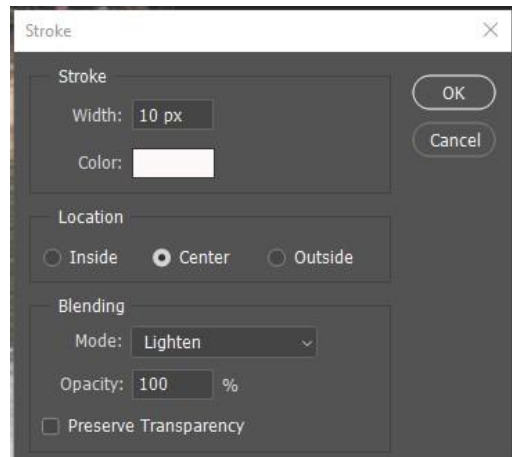 Stroke
Stroke
Width: 10 px
Color:
OK
Cancel
Location
Inside Center Outside
Blending
Mode: Lighten
Opacity: 100 %
Preserve Transparency